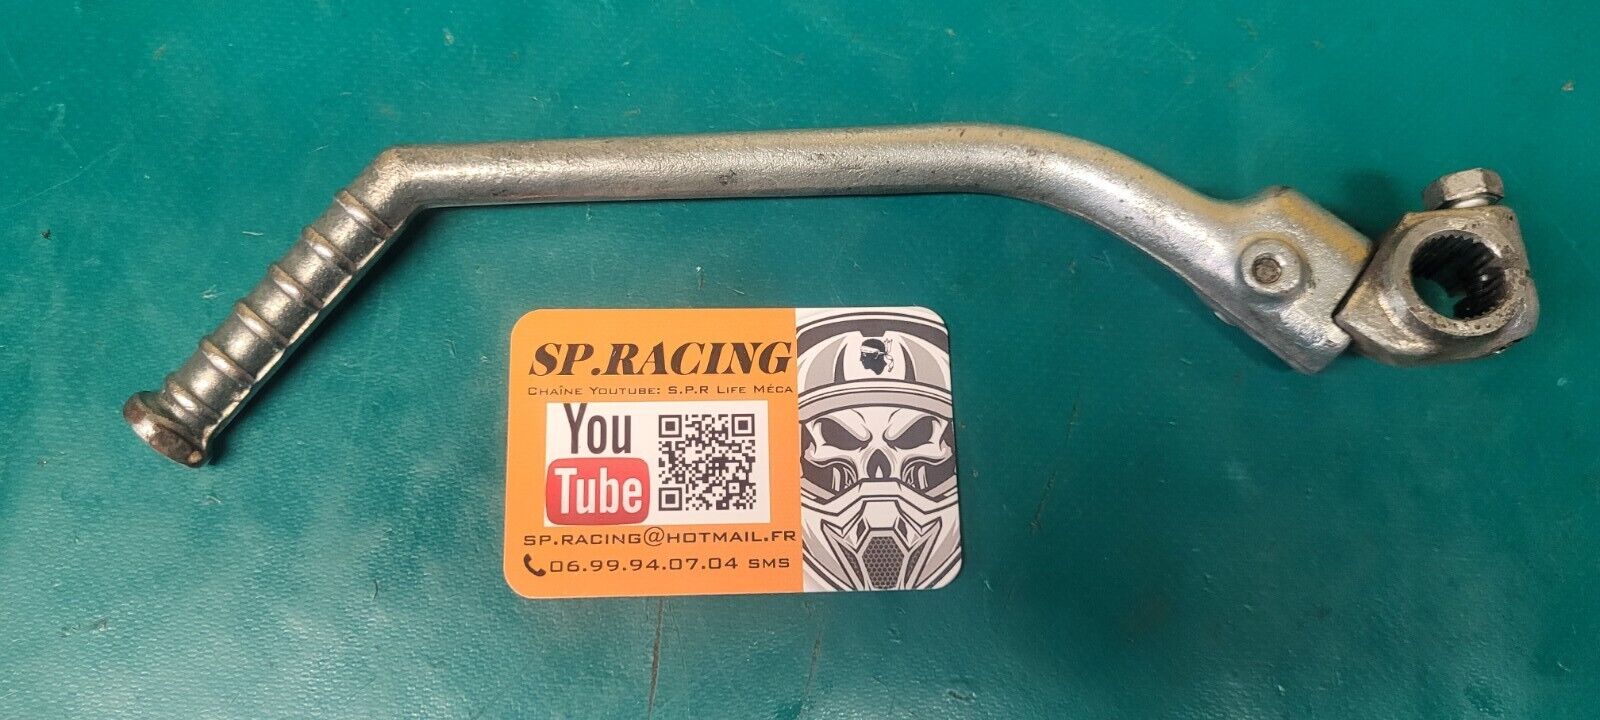 SP.RACING
CHAÎNE YOUTUBE: S.P.R LIFE MÉCA
You
Tube
SP.RACING@HOTMAIL.FR
06.99.94.07.04 SMS